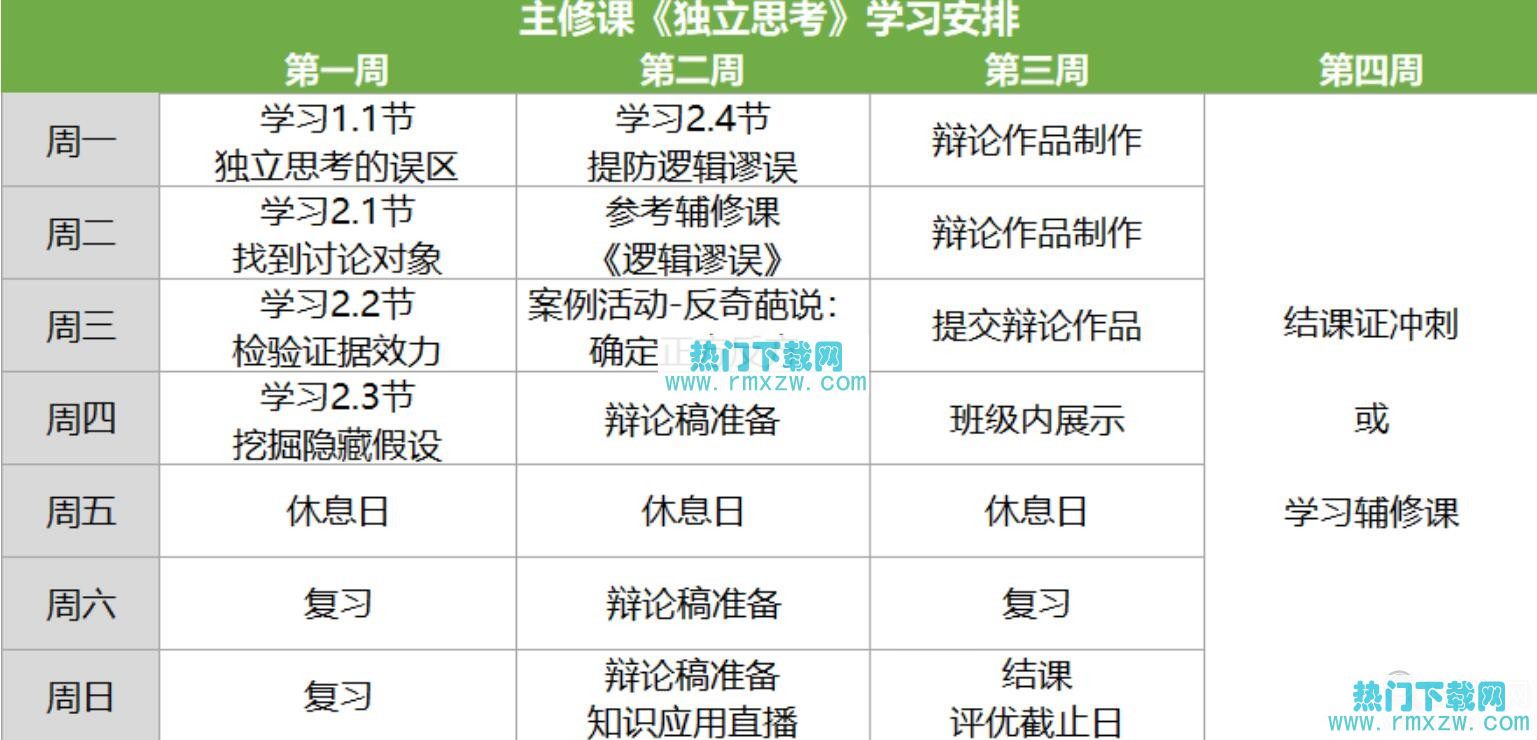 主修课《独立思考》学习安排
第一周 第二周 第三周 第四周
周一
学习1.1节
独立思考的误区
学习2.4节
提防逻辑谬误
辩论作品制作
周二
学习2.1节
找到讨论对象
参考辅修课
《逻辑谬误》
辩论作品制作
周三
学习2.2节
检验证据效力
案例活动-反奇葩说：
确定
提交辩论作品
结课证冲刺
周四
学习2.3节
挖掘隐藏假设
辩论稿准备
班级内展示
或
周五
休息日
休息日
休息日
学习辅修课
周六
复习
辩论稿准备
复习
周日
复习
辩论稿准备
知识应用直播
结课
评优截止日
热门下载网
www.rmxzw.com
热门下载网
www.rmxzw.com